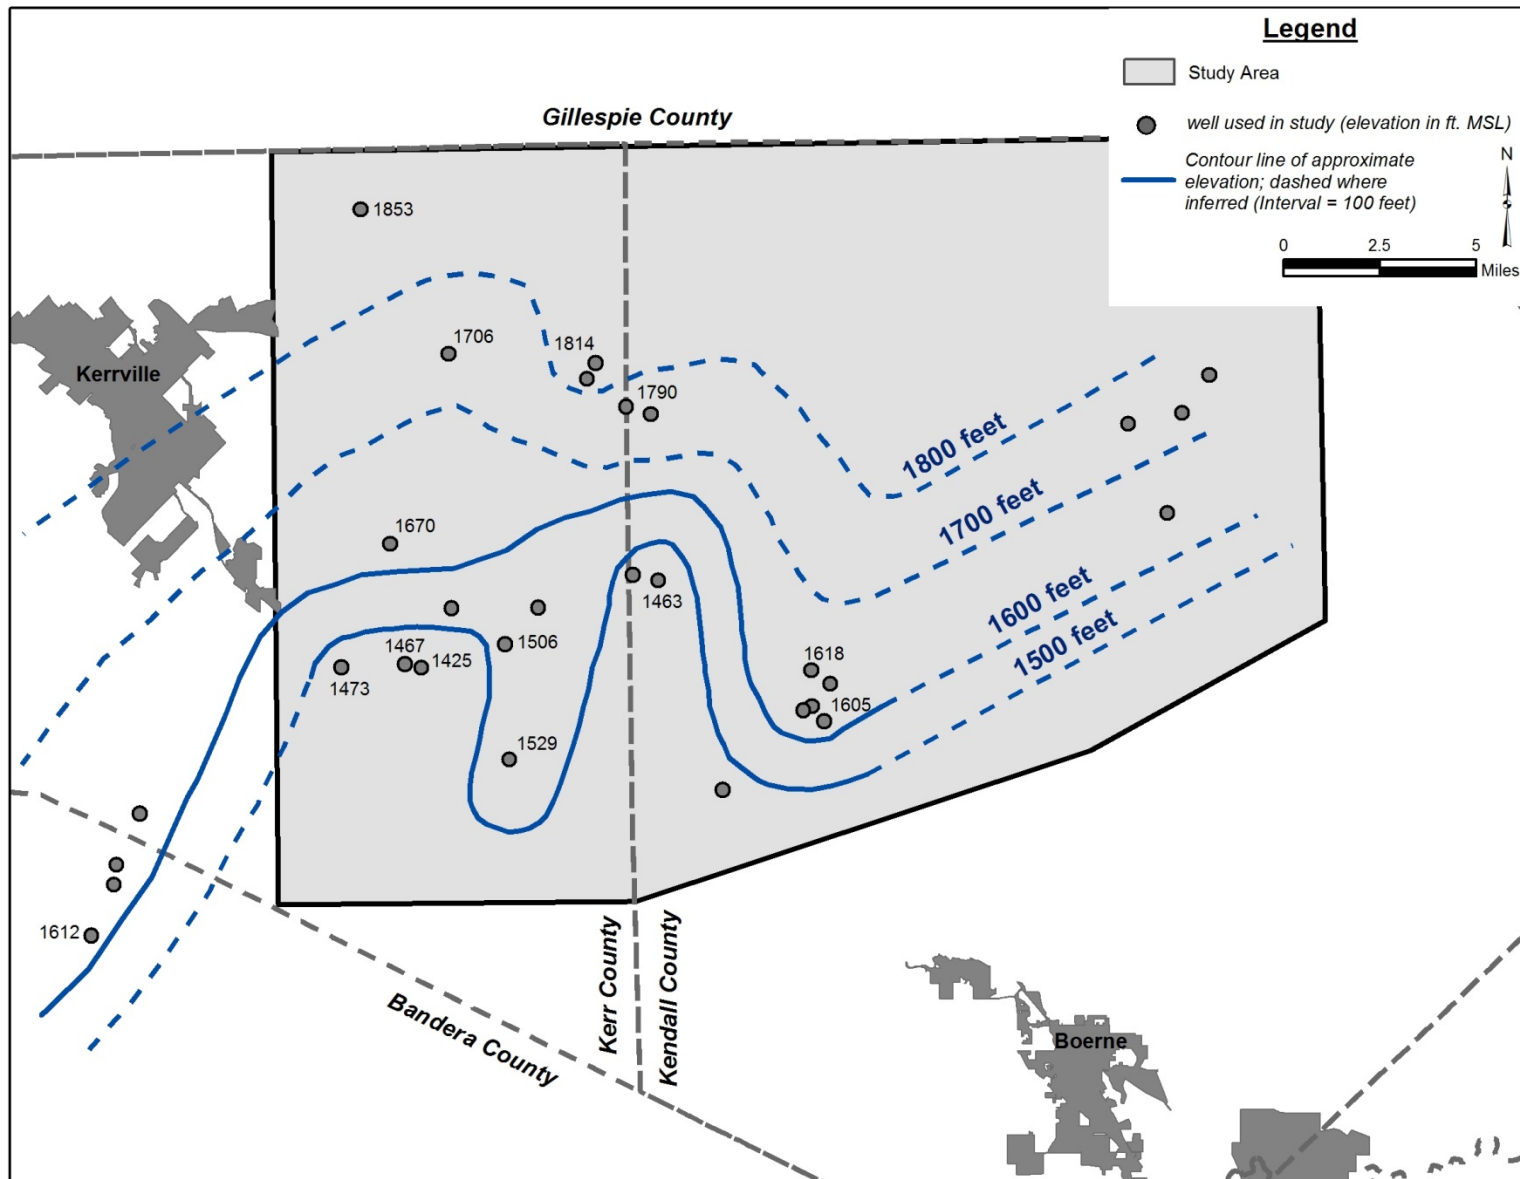 Legend
Study Area
well used in study (elevation in ft. MSL)
Contour line of approximate
elevation; dashed where
inferred (Interval = 100 feet)
N
0 2.5 5
Miles
Gillespie County
1853
1706
1814
1790
Kerrville
1800 feet
1700 feet
1670
1600 feet
1500 feet
1463
1506
1467
1425
1473
1618
1605
1529
1612
Kerr County
Kendall County
Bandera County
Boerne